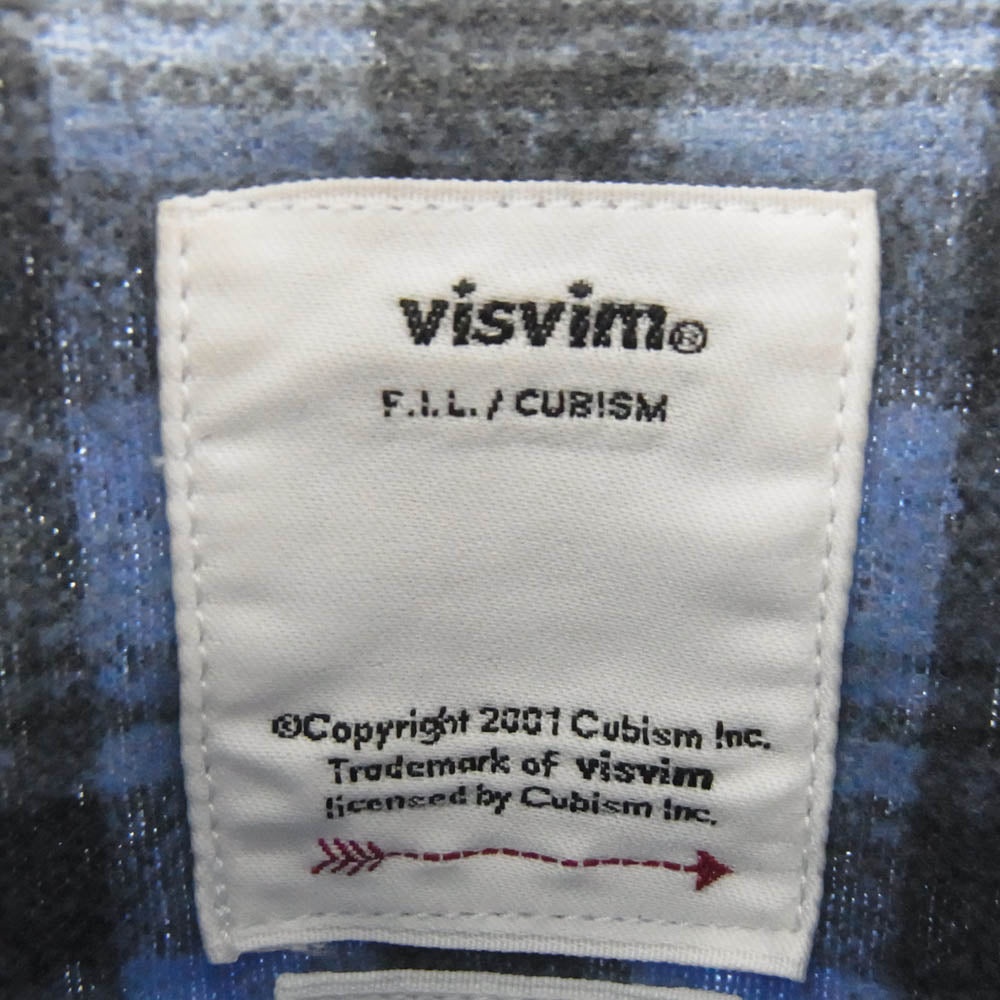 visvim®
F.I.L. / CUBISM
©Copyright 2001 Cubism Inc.
Trademark of visvim
licensed by Cubism Inc.